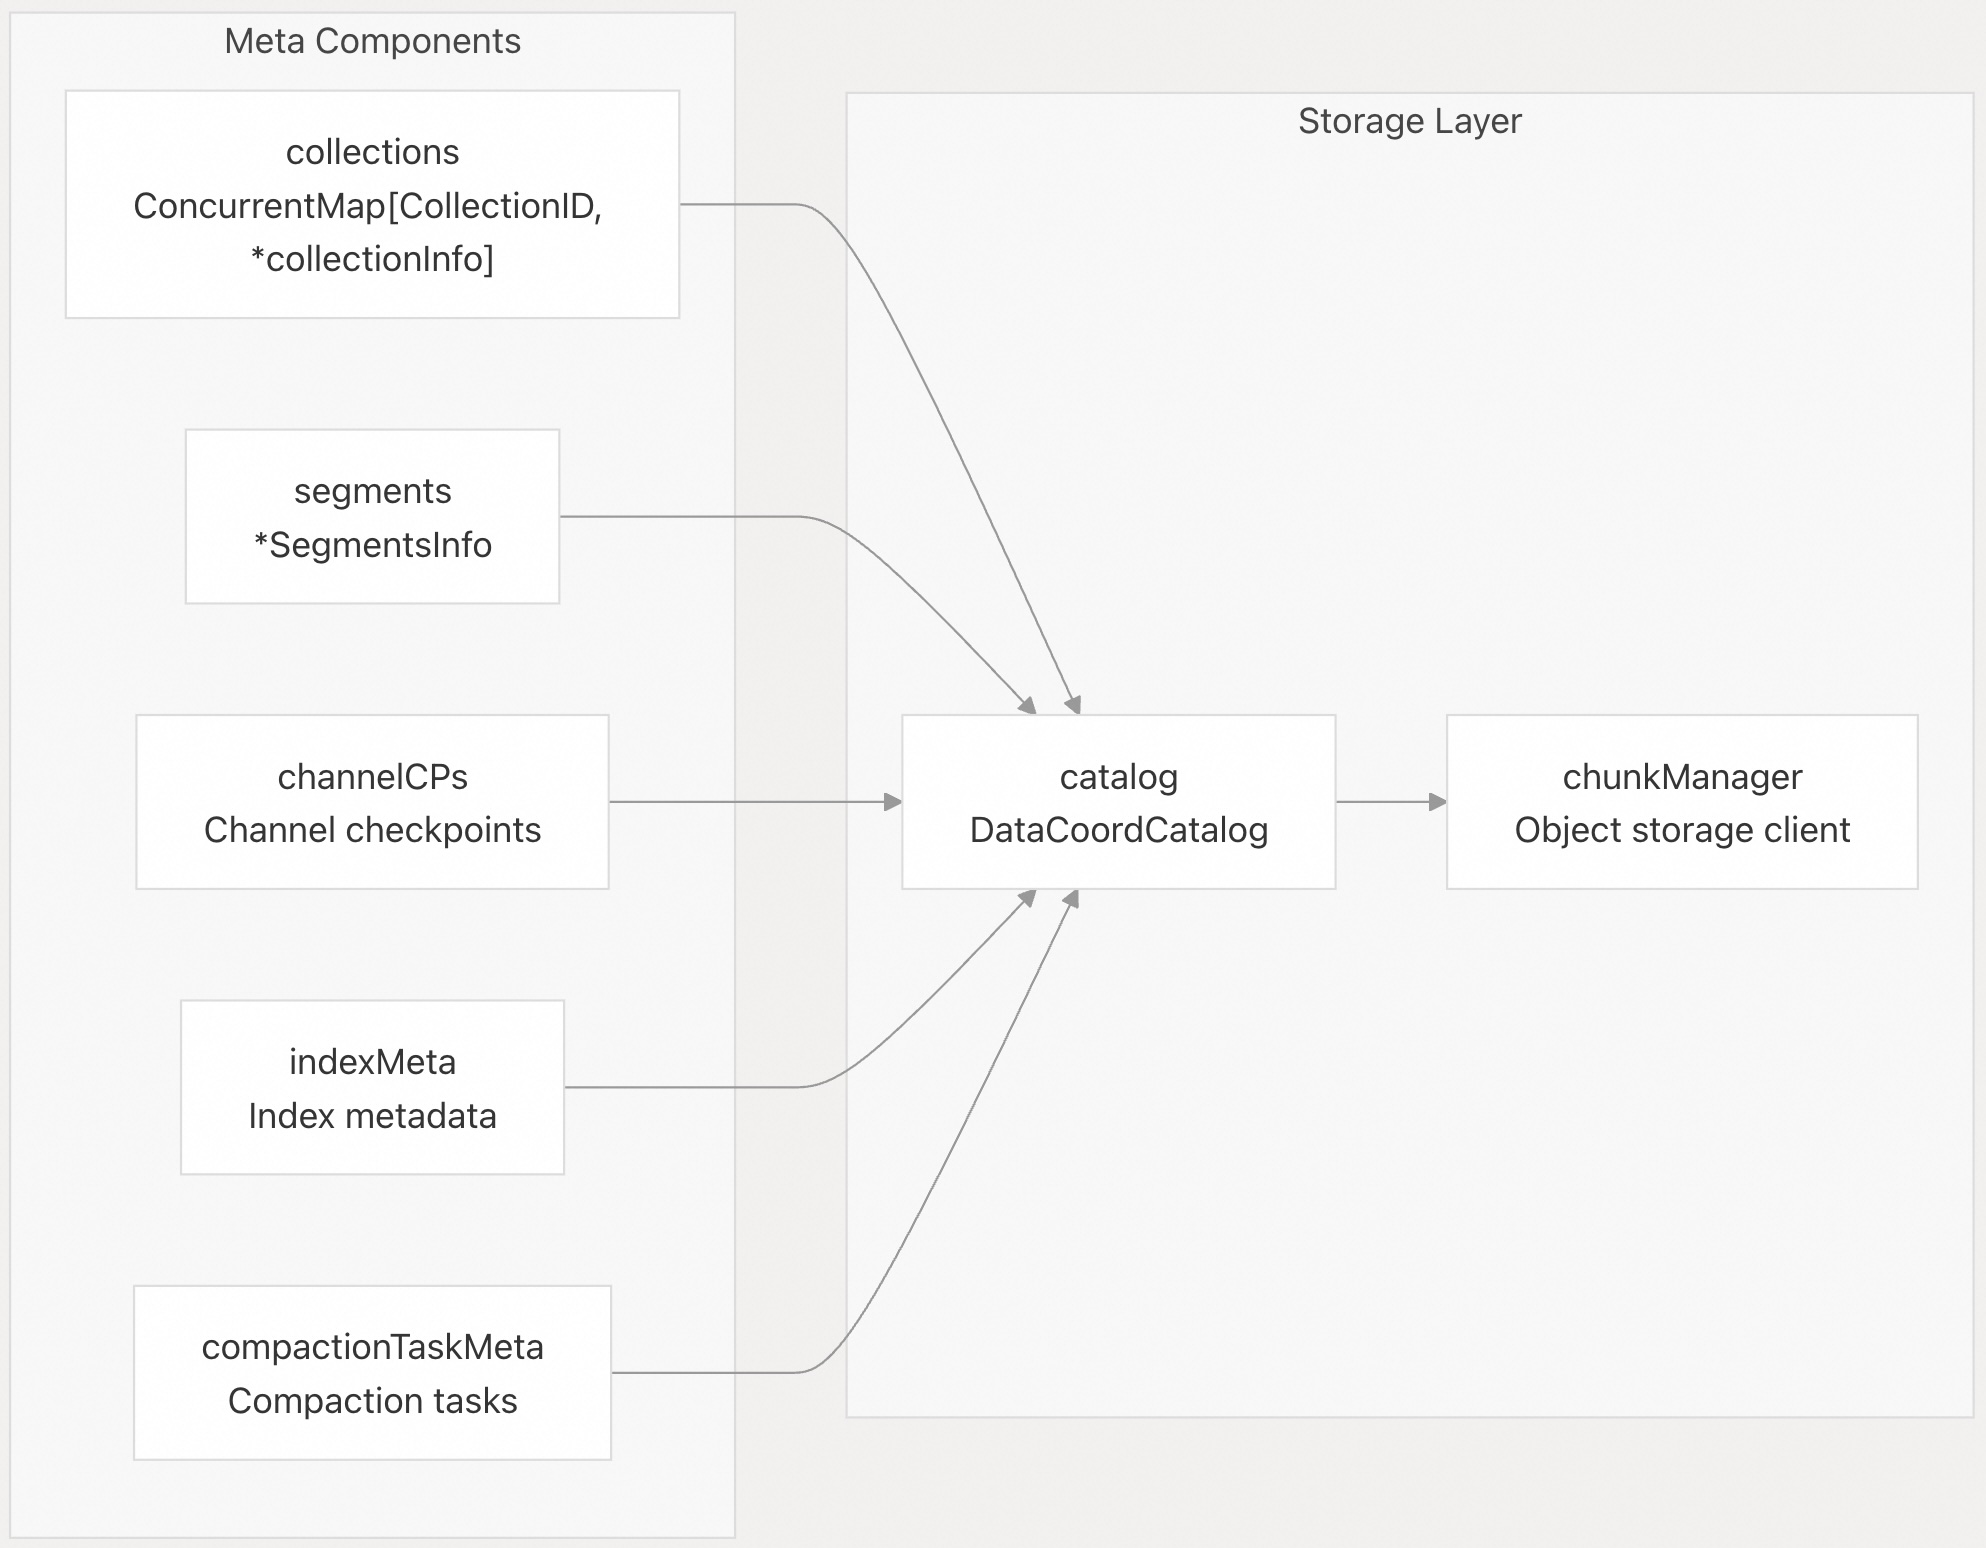 Meta Components
collections
ConcurrentMap[CollectionID,
*collectionInfo]
segments
*SegmentsInfo
channelCPs
Channel checkpoints
indexMeta
Index metadata
compactionTaskMeta
Compaction tasks
Storage Layer
catalog
DataCoordCatalog
chunkManager
Object storage client